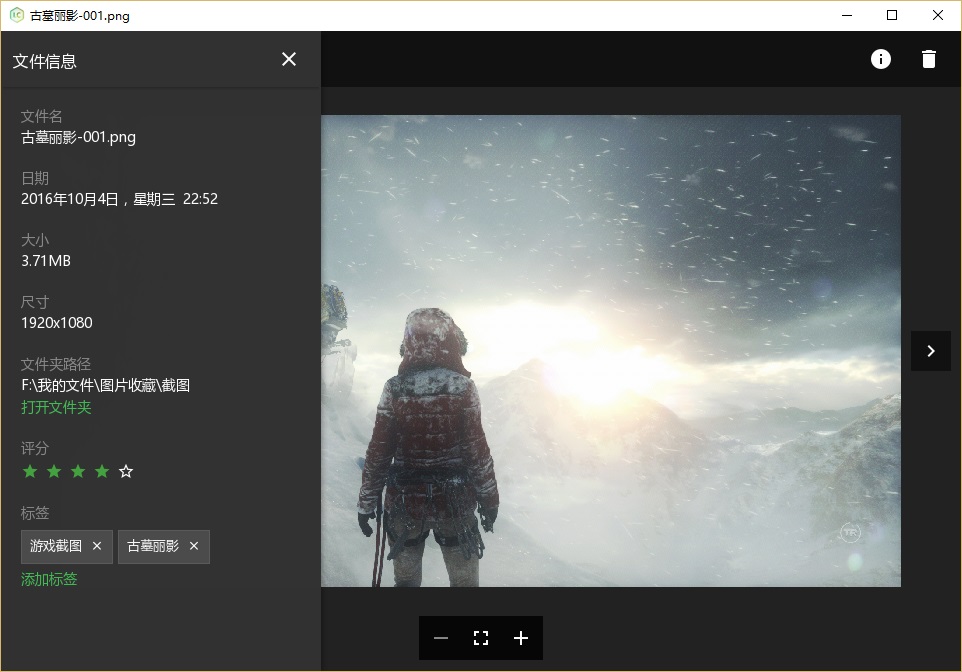 古墓丽影-001.png
文件信息
文件名
古墓丽影-001.png
日期
2016年10月4日，星期三 22:52
大小
3.71MB
尺寸
1920x1080
文件夹路径
F:\我的文件\图片收藏\截图
打开文件夹
评分
标签
游戏截图 古墓丽影
添加标签